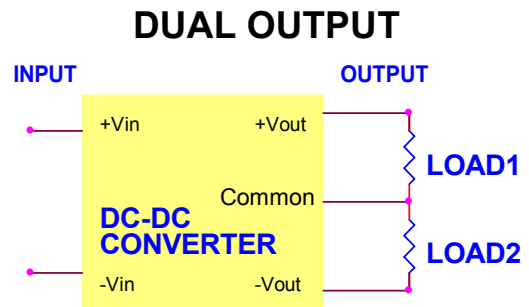 DUAL OUTPUT
INPUT
OUTPUT
+Vin
+Vout
LOAD1
Common
DC-DC
CONVERTER
LOAD2
-Vin
-Vout